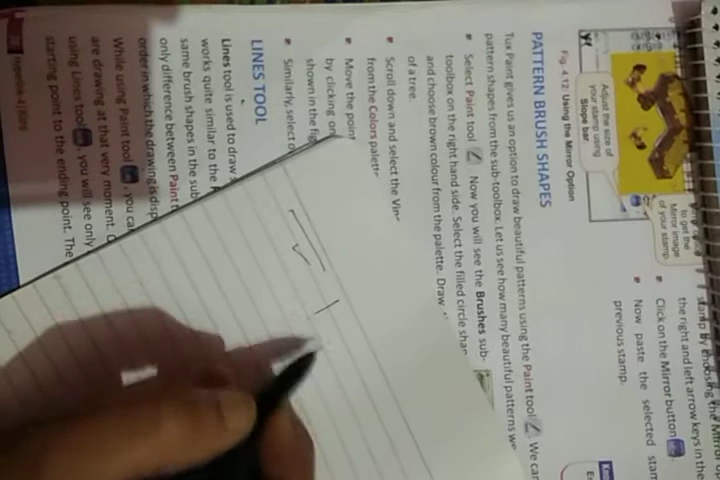 stamp by choosing the Mirror op
the right and left arrow keys in the
Click on the Mirror button
Now paste the selected stam
previous stamp.
to get the
Mirror image
of your stamp
Adjust the size of
your stamp using
Slope bar.
Fig. 4.12: Using the Mirror Option
PATTERN BRUSH SHAPES
Tux Paint gives us an option to draw beautiful patterns using the Paint tool. We can
pattern shapes from the sub-toolbox. Let us see how many beautiful patterns we
Select Paint tool. Now you will see the Brushes sub-
toolbox on the right hand side. Select the filled circle shap
and choose brown colour from the palette. Draw
of a tree.
Scroll down and select the Vin
from the Colors palett
Move the point
by clicking on
shown in the fig
Similarly, select o
LINES TOOL
Lines tool is used to draw s
works quite similar to the
same brush shapes in the sub
only difference between Paint t
order in which the drawing is disp
While using Paint tool, you ca
are drawing at that very moment.
using Lines tool, you will see only
starting point to the ending point. The